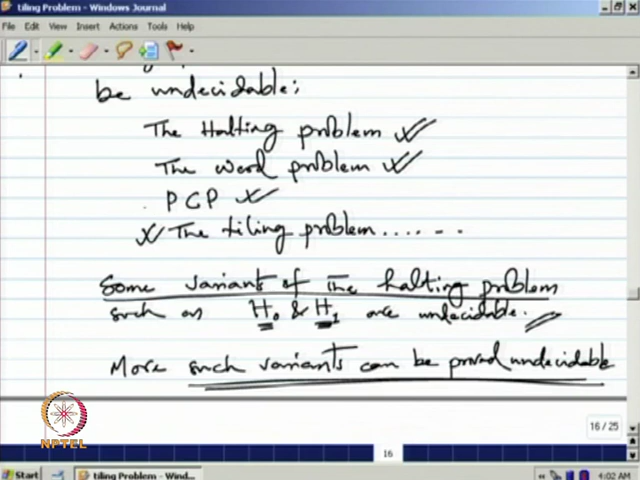 tiling Problem - Windows Journal
File Edit View Insert Actions Tools Help
be undecidable;
The Halting problem
The word problem
PCP
The tiling problem.......
Some variant of the halting problem
such as H0 & H1 are undecidable.
More such variants can be proved undecidable
NPTEL
16 / 25
16
Start
tiling Problem - Wind...
4:02 AM